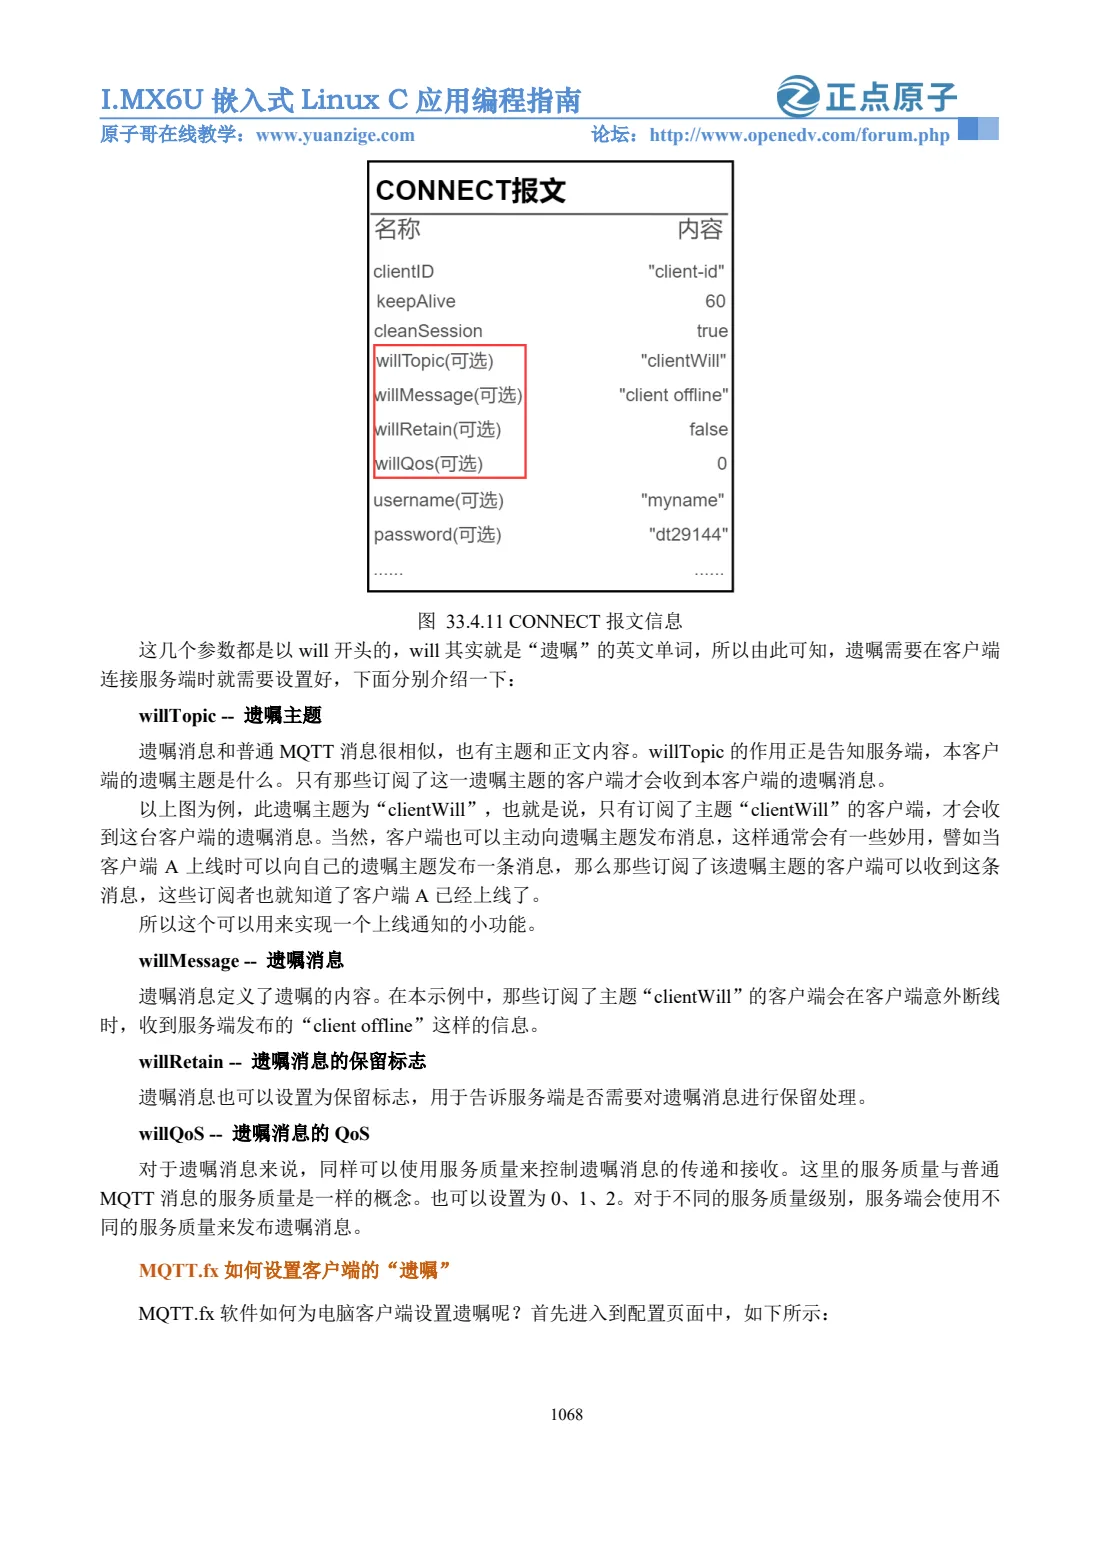 I.MX6U 嵌入式 Linux C 应用编程指南
正点原子
原子哥在线教学：www.yuanzige.com 论坛：http://www.openedv.com/forum.php
CONNECT报文
名称 内容
clientID "client-id"
keepAlive 60
cleanSession true
willTopic(可选) "clientWill"
willMessage(可选) "client offline"
willRetain(可选) false
willQos(可选) 0
username(可选) "myname"
password(可选) "dt29144"
...... ......
图 33.4.11 CONNECT 报文信息
这几个参数都是以 will 开头的，will 其实就是“遗嘱”的英文单词，所以由此可知，遗嘱需要在客户端
连接服务端时就需要设置好，下面分别介绍一下：
willTopic -- 遗嘱主题
遗嘱消息和普通 MQTT 消息很相似，也有主题和正文内容。willTopic 的作用正是告知服务端，本客户
端的遗嘱主题是什么。只有那些订阅了这一遗嘱主题的客户端才会收到本客户端的遗嘱消息。
以上图为例，此遗嘱主题为“clientWill”，也就是说，只有订阅了主题“clientWill”的客户端，才会收
到这台客户端的遗嘱消息。当然，客户端也可以主动向遗嘱主题发布消息，这样通常会有一些妙用，譬如当
客户端 A 上线时可以向自己的遗嘱主题发布一条消息，那么那些订阅了该遗嘱主题的客户端可以收到这条
消息，这些订阅者也就知道了客户端 A 已经上线了。
所以这个可以用来实现一个上线通知的小功能。
willMessage -- 遗嘱消息
遗嘱消息定义了遗嘱的内容。在本示例中，那些订阅了主题“clientWill”的客户端会在客户端意外断线
时，收到服务端发布的“client offline”这样的信息。
willRetain -- 遗嘱消息的保留标志
遗嘱消息也可以设置为保留标志，用于告诉服务端是否需要对遗嘱消息进行保留处理。
willQoS -- 遗嘱消息的 QoS
对于遗嘱消息来说，同样可以使用服务质量来控制遗嘱消息的传递和接收。这里的服务质量与普通
MQTT 消息的服务质量是一样的概念。也可以设置为 0、1、2。对于不同的服务质量级别，服务端会使用不
同的服务质量来发布遗嘱消息。
MQTT.fx 如何设置客户端的“遗嘱”
MQTT.fx 软件如何为电脑客户端设置遗嘱呢？首先进入到配置页面中，如下所示：
1068